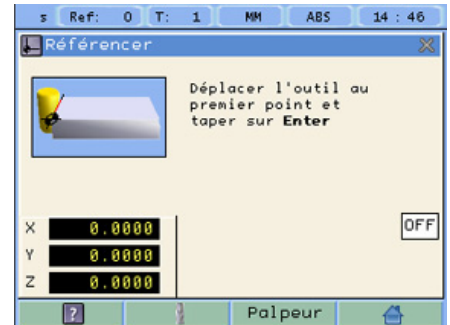 s Ref: 0 T: 1 MM ABS 14 : 46
Référencer
Déplacer l'outil au
premier point et
taper sur Enter
OFF
X 0.0000
Y 0.0000
Z 0.0000
? Palpeur